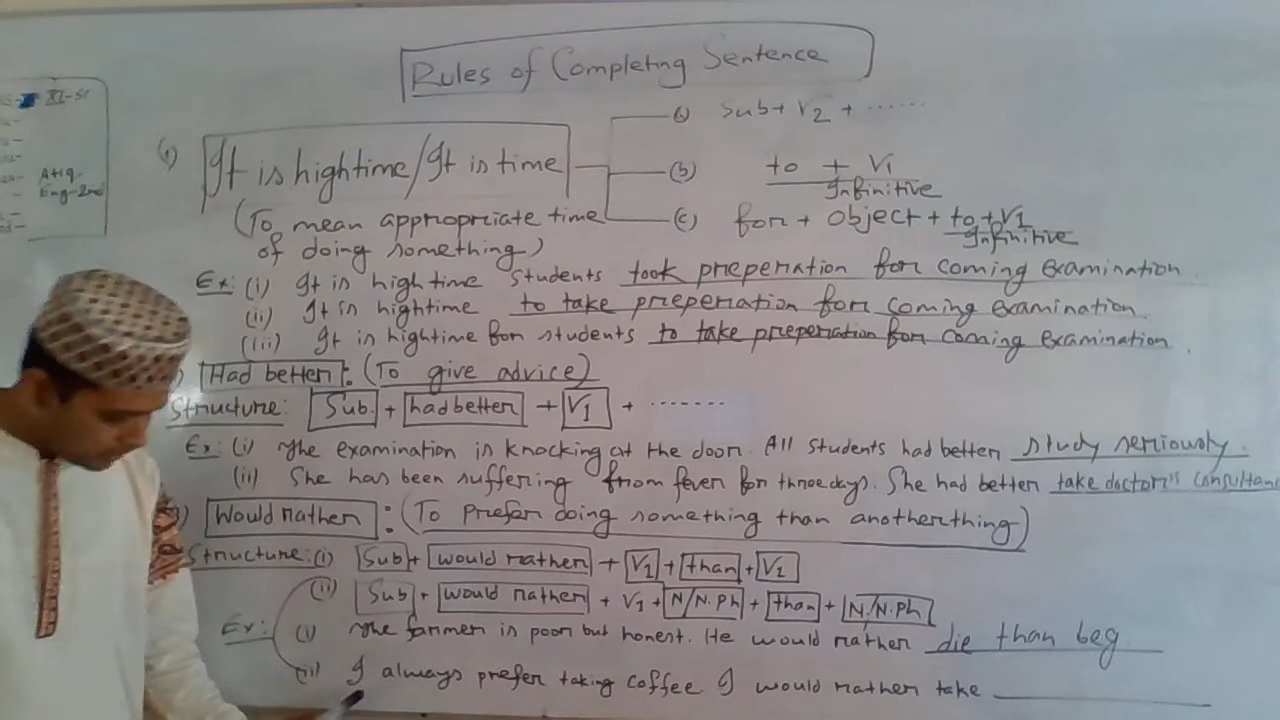 Rules of Completing Sentence
XI-Sc
Atiq
Eng-2nd
(1) It is hightime/It is time
(a) Sub + V2 + ......
(b) to + V1
Infinitive
(c) for + object + to + V1
Infinitive
(To mean appropriate time
of doing something)
Ex: (i) It is high time students took preperation for coming examination.
(ii) It is hightime to take preperation for coming examination.
(iii) It is hightime for students to take preperation for coming examination.
) Had better: (To give advice)
Structure: Sub. + had better + V1 + .......
Ex: (i) The examination is knocking at the door. All students had better study seriously.
(ii) She has been suffering from fever for three days. She had better take doctor's consultanc
) Would rather: (To prefer doing something than another thing)
Structure: (i) Sub + would rather + V1 + than + V1
(ii) Sub + would rather + V1 + N/N.Ph + than + N/N.Ph
Ex: (i) The farmer is poor but honest. He would rather die than beg
(ii) I always prefer taking coffee I would rather take